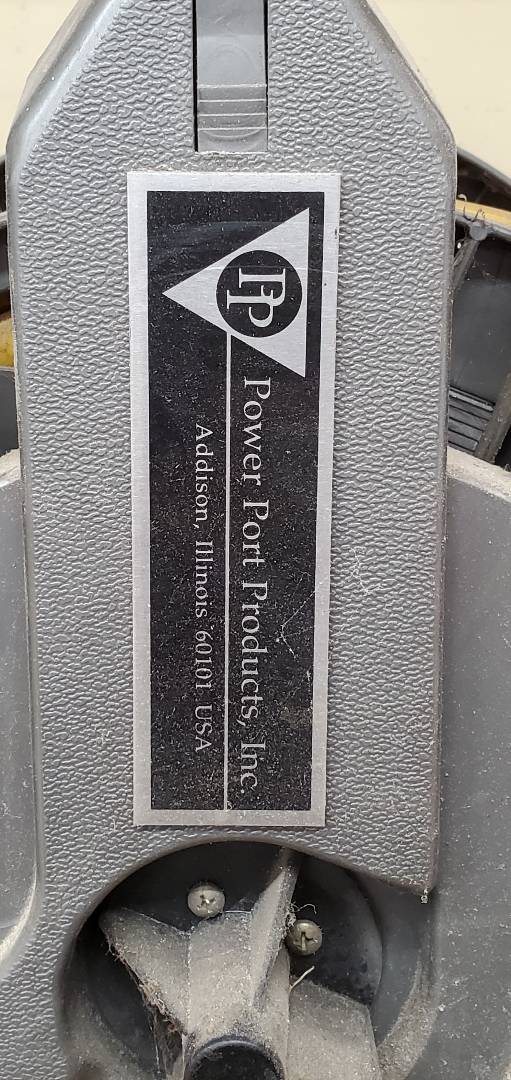 PP
Power Port Products, Inc.
Addison, Illinois 60101 USA